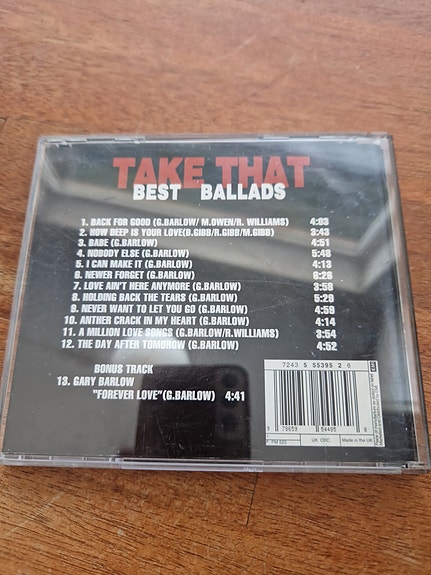 TAKE THAT
BEST BALLADS
1. BACK FOR GOOD (G.BARLOW/ M.OWEN/R. WILLIAMS) 4:03
2. HOW DEEP IS YOUR LOVE(B.GIBB/R.GIBB/M.GIBB) 3:43
3. BABE (G.BARLOW) 4:51
4. NOBODY ELSE (G.BARLOW) 5:48
5. I CAN MAKE IT (G.BARLOW) 4:13
6. NEWER FORGET (G.BARLOW) 6:26
7. LOVE AIN'T HERE ANYMORE (G.BARLOW) 3:58
8. HOLDING BACK THE TEARS (G.BARLOW) 5:29
9. NEVER WANT TO LET YOU GO (G.BARLOW) 4:59
10. ANTHER CRACK IN MY HEART (G.BARLOW) 4:14
11. A MILLION LOVE SONGS (G.BARLOW/R.WILLIAMS) 3:54
12. THE DAY AFTER TOMOROW (G.BARLOW) 4:52
BONUS TRACK
13. GARY BARLOW
"FOREVER LOVE"(G.BARLOW) 4:41
7243 5 55395 2 6
UK: CDC
Made in the UK